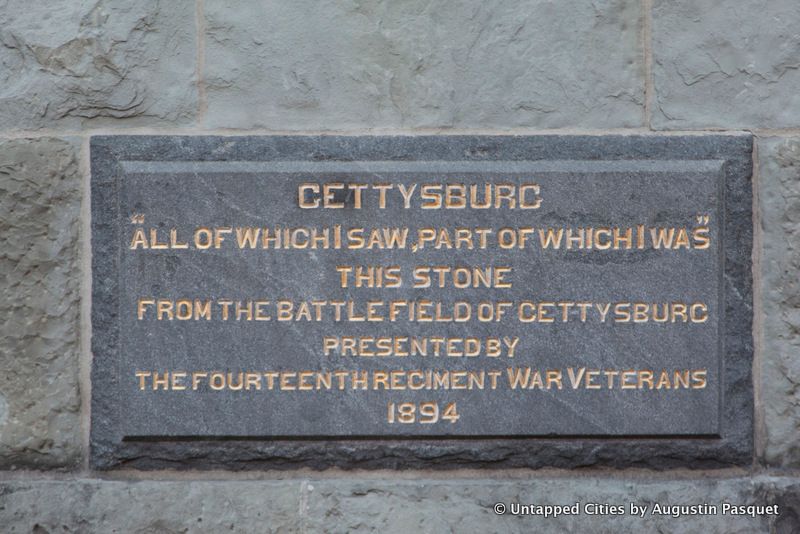 GETTYSBURG
"ALL OF WHICH I SAW, PART OF WHICH I WAS"
THIS STONE
FROM THE BATTLE FIELD OF GETTYSBURG
PRESENTED BY
THE FOURTEENTH REGIMENT WAR VETERANS
1894
© Untapped Cities by Augustin Pasquet